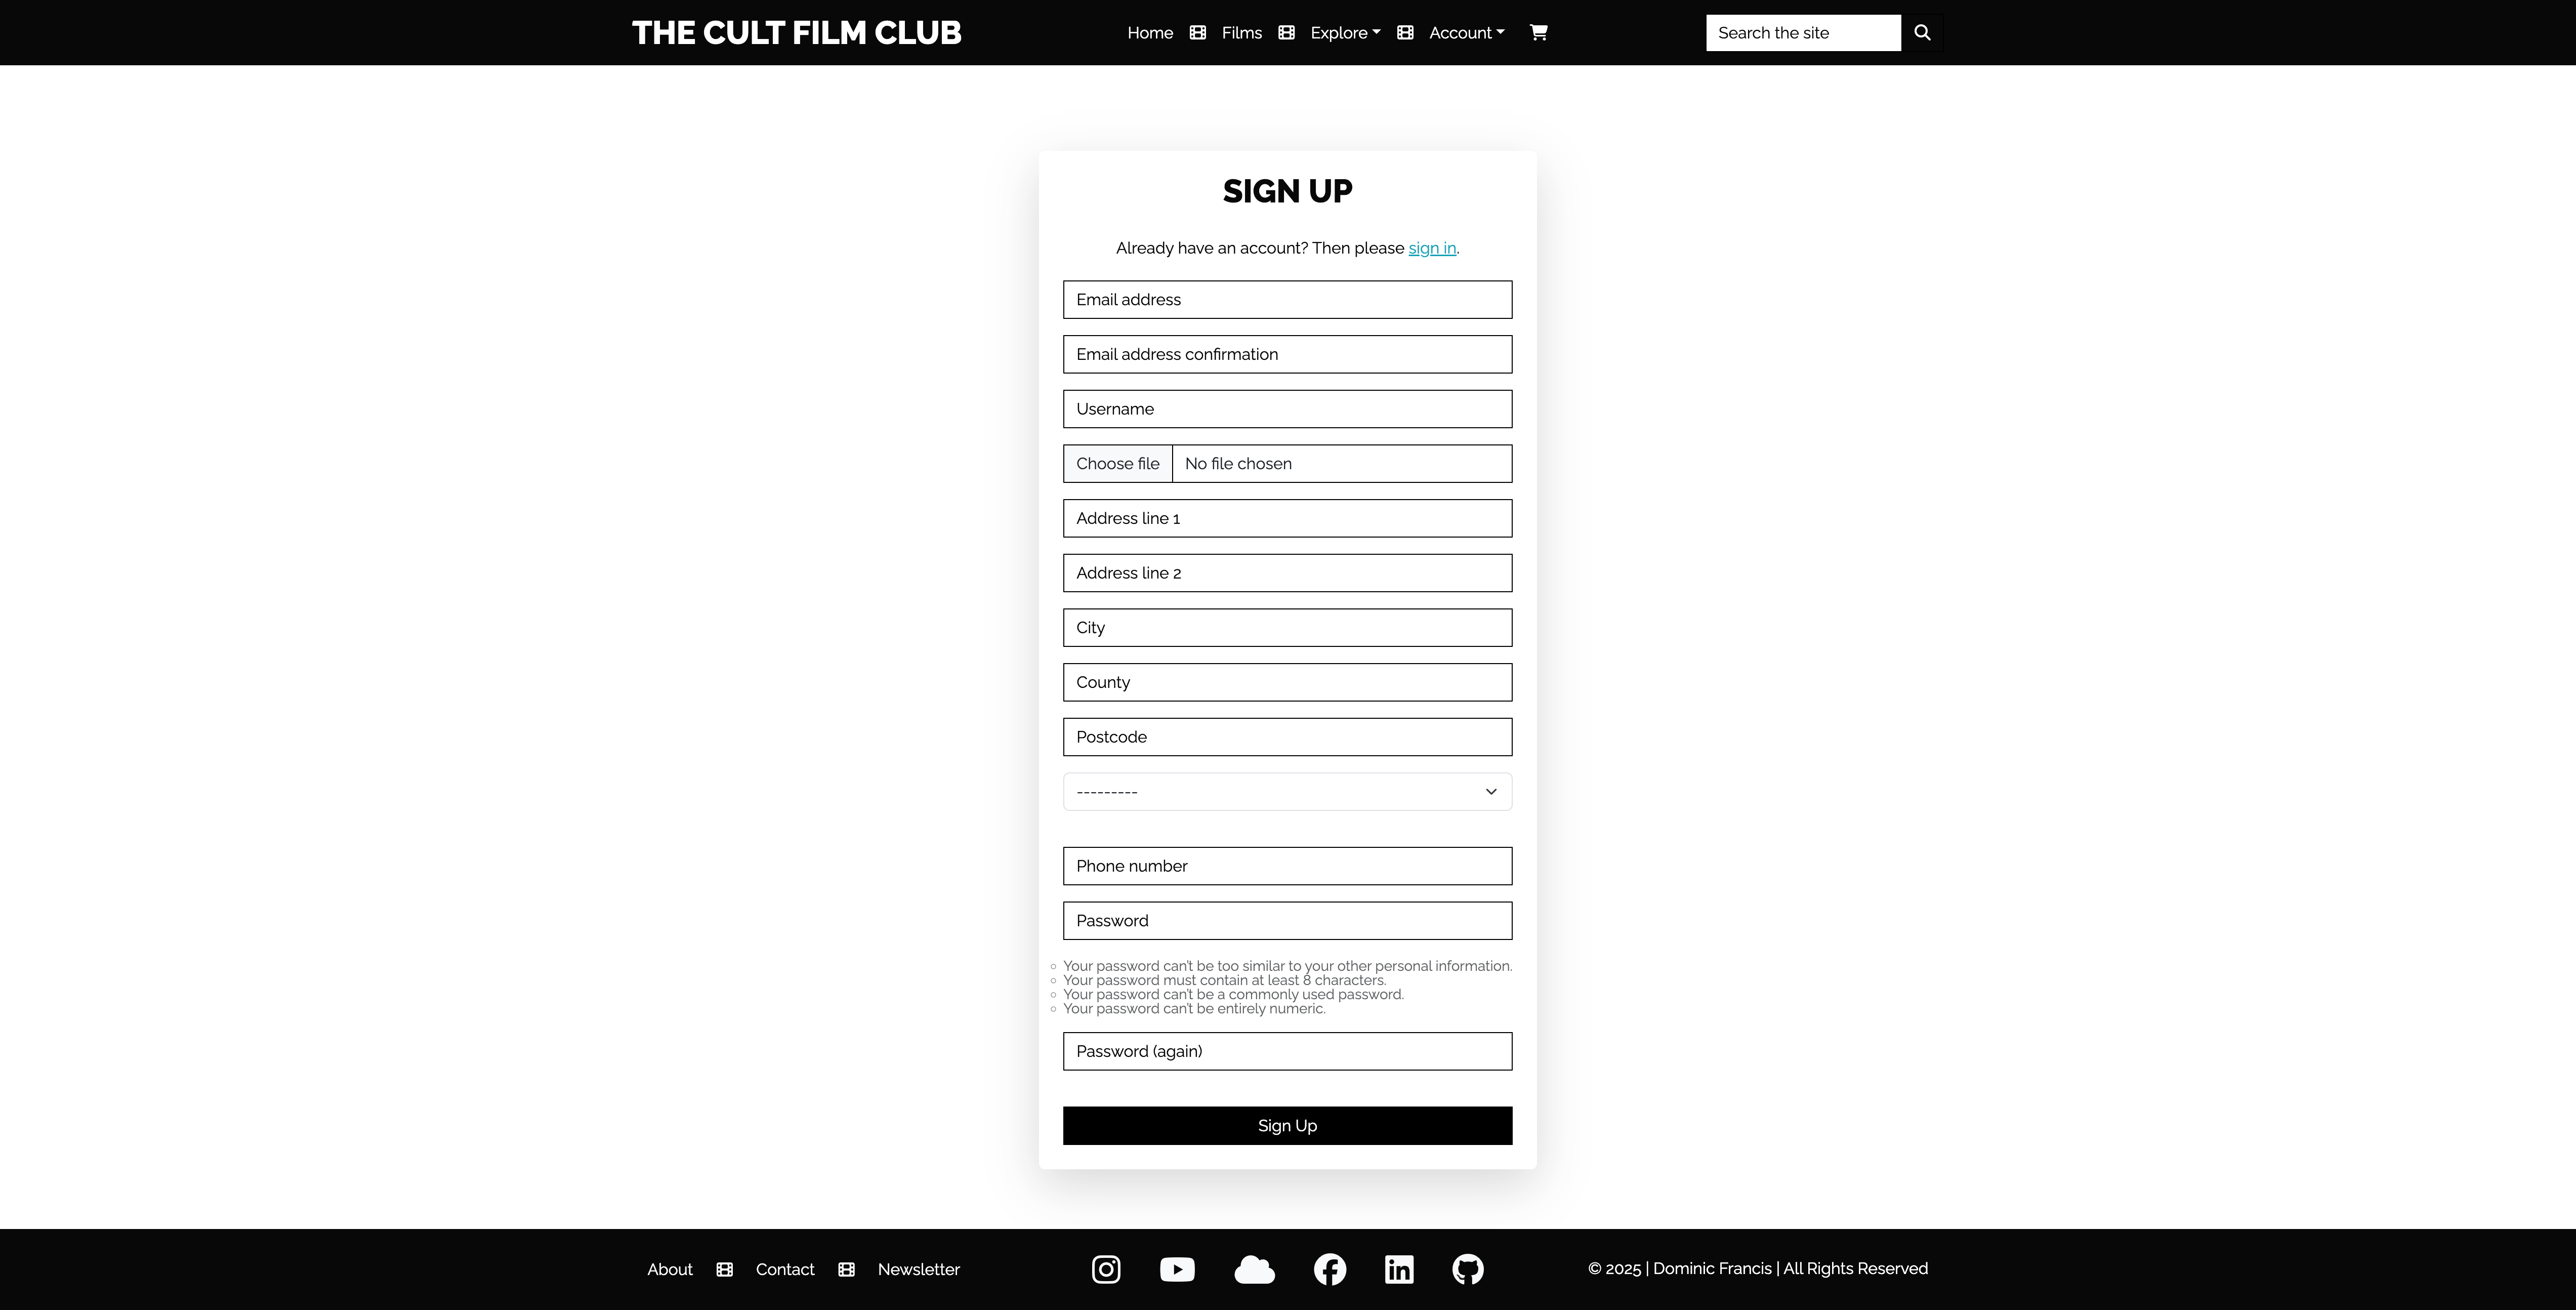 THE CULT FILM CLUB
Home Films Explore Account
Search the site
SIGN UP
Already have an account? Then please sign in.
Email address
Email address confirmation
Username
Choose file No file chosen
Address line 1
Address line 2
City
County
Postcode
---------
Phone number
Password
Your password can't be too similar to your other personal information.
Your password must contain at least 8 characters.
Your password can't be a commonly used password.
Your password can't be entirely numeric.
Password (again)
Sign Up
About Contact Newsletter
© 2025 | Dominic Francis | All Rights Reserved